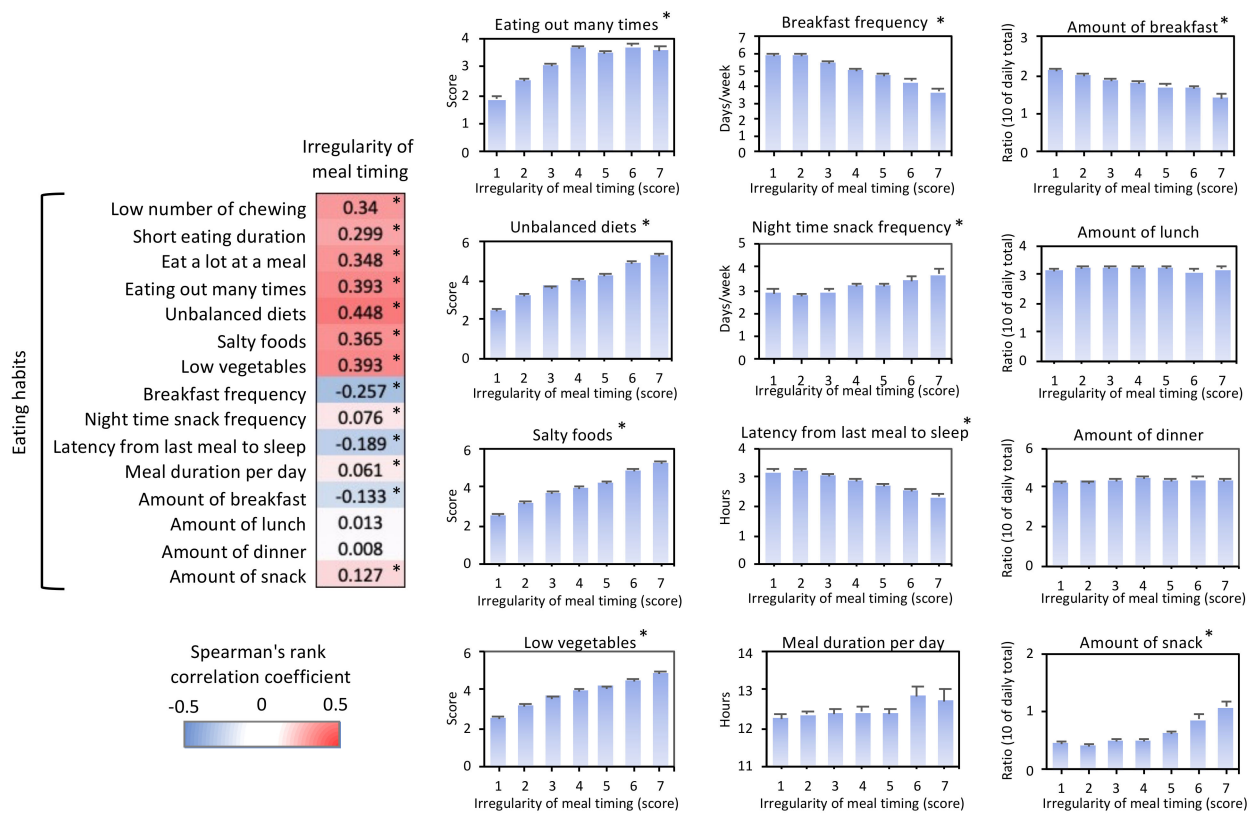 Irregularity of
meal timing
Eating habits
Low number of chewing 0.34 *
Short eating duration 0.299 *
Eat a lot at a meal 0.348 *
Eating out many times 0.393 *
Unbalanced diets 0.448 *
Salty foods 0.365 *
Low vegetables 0.393 *
Breakfast frequency -0.257 *
Night time snack frequency 0.076 *
Latency from last meal to sleep -0.189 *
Meal duration per day 0.061 *
Amount of breakfast -0.133 *
Amount of lunch 0.013
Amount of dinner 0.008
Amount of snack 0.127 *
Spearman's rank
correlation coefficient
-0.5 0 0.5
Eating out many times *
Score
4
3
2
1
0
1 2 3 4 5 6 7
Irregularity of meal timing (score)
Breakfast frequency *
Days/week
7
6
5
4
3
2
1
0
1 2 3 4 5 6 7
Irregularity of meal timing (score)
Amount of breakfast *
Ratio (10 of daily total)
3
2
1
0
1 2 3 4 5 6 7
Irregularity of meal timing (score)
Unbalanced diets *
Score
6
4
2
0
1 2 3 4 5 6 7
Irregularity of meal timing (score)
Night time snack frequency *
Days/week
5
4
3
2
1
0
1 2 3 4 5 6 7
Irregularity of meal timing (score)
Amount of lunch
Ratio (10 of daily total)
4
3
2
1
0
1 2 3 4 5 6 7
Irregularity of meal timing (score)
Salty foods *
Score
6
4
2
0
1 2 3 4 5 6 7
Irregularity of meal timing (score)
Latency from last meal to sleep *
Hours
4
3
2
1
0
1 2 3 4 5 6 7
Irregularity of meal timing (score)
Amount of dinner
Ratio (10 of daily total)
6
4
2
0
1 2 3 4 5 6 7
Irregularity of meal timing (score)
Low vegetables *
Score
6
4
2
0
1 2 3 4 5 6 7
Irregularity of meal timing (score)
Meal duration per day
Hours
14
13
12
11
1 2 3 4 5 6 7
Irregularity of meal timing (score)
Amount of snack *
Ratio (10 of daily total)
2
1
0
1 2 3 4 5 6 7
Irregularity of meal timing (score)